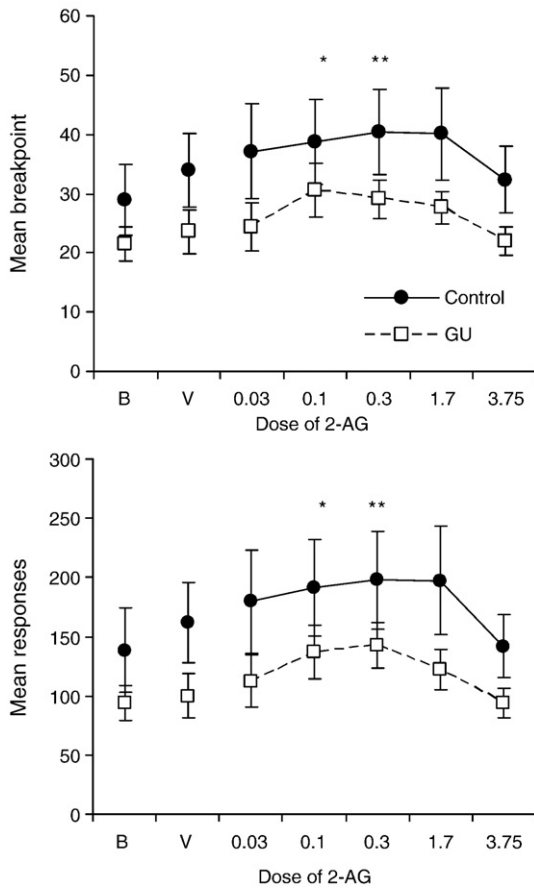 60
* **
50
40
30
20
10
0
Mean breakpoint
Control
GU
B V 0.03 0.1 0.3 1.7 3.75
Dose of 2-AG
300
250
* **
200
150
100
50
0
Mean responses
B V 0.03 0.1 0.3 1.7 3.75
Dose of 2-AG